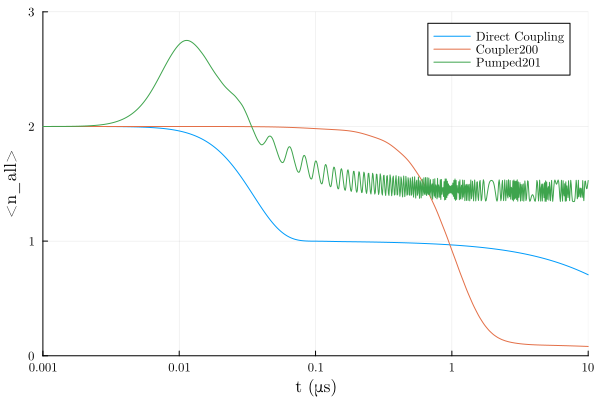 3
2
1
0
<n_all>
Direct Coupling
Coupler200
Pumped201
0.001 0.01 0.1 1 10
t (μs)